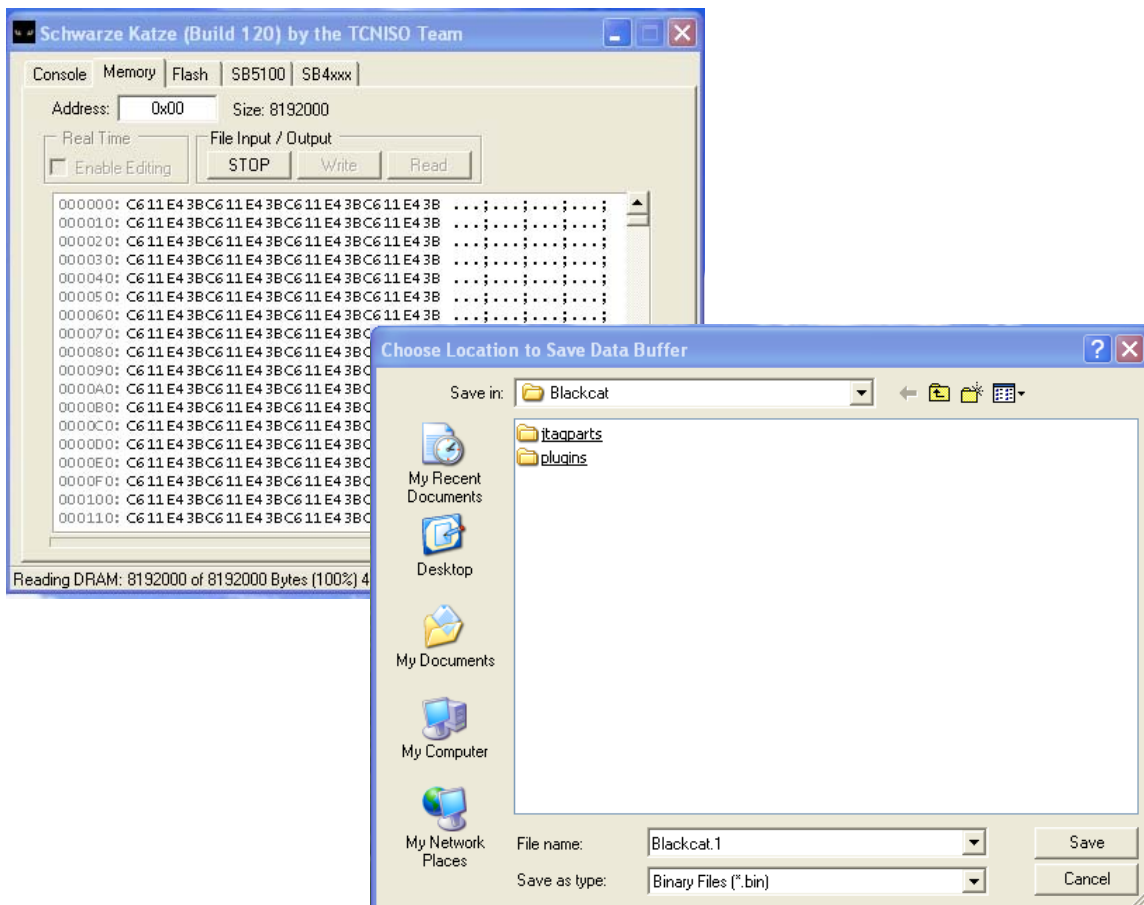 Schwarze Katze (Build 120) by the TCNISO Team
Console Memory Flash SB5100 SB4xxx
Address: 0x00 Size: 8192000
Real Time File Input / Output
Enable Editing STOP Write Read
000000: C611E43BC611E43BC611E43BC611E43B ...;...;...;...;
000010: C611E43BC611E43BC611E43BC611E43B ...;...;...;...;
000020: C611E43BC611E43BC611E43BC611E43B ...;...;...;...;
000030: C611E43BC611E43BC611E43BC611E43B ...;...;...;...;
000040: C611E43BC611E43BC611E43BC611E43B ...;...;...;...;
000050: C611E43BC611E43BC611E43BC611E43B ...;...;...;...;
000060: C611E43BC611E43BC611E43BC611E43B ...;...;...;...;
000070: C611E43BC611E43BC611E43BC
000080: C611E43BC611E43BC611E43BC
000090: C611E43BC611E43BC611E43BC
0000A0: C611E43BC611E43BC611E43BC
0000B0: C611E43BC611E43BC611E43BC
0000C0: C611E43BC611E43BC611E43BC
0000D0: C611E43BC611E43BC611E43BC
0000E0: C611E43BC611E43BC611E43BC
0000F0: C611E43BC611E43BC611E43BC
000100: C611E43BC611E43BC611E43BC
000110: C611E43BC611E43BC611E43BC
Reading DRAM: 8192000 of 8192000 Bytes (100%) 4
Choose Location to Save Data Buffer
Save in: Blackcat
jtagparts
plugins
My Recent
Documents
Desktop
My Documents
My Computer
My Network
Places
File name: Blackcat.1 Save
Save as type: Binary Files (*.bin) Cancel